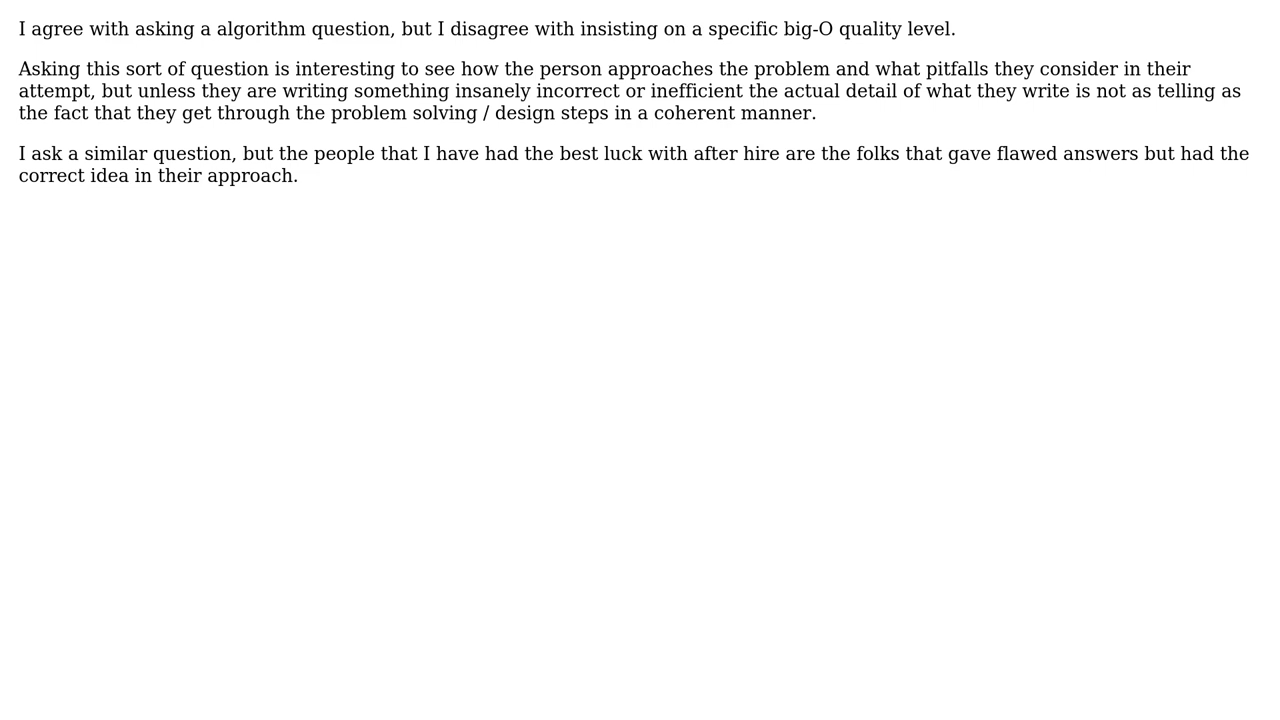 I agree with asking a algorithm question, but I disagree with insisting on a specific big-O quality level.
Asking this sort of question is interesting to see how the person approaches the problem and what pitfalls they consider in their
attempt, but unless they are writing something insanely incorrect or inefficient the actual detail of what they write is not as telling as
the fact that they get through the problem solving / design steps in a coherent manner.
I ask a similar question, but the people that I have had the best luck with after hire are the folks that gave flawed answers but had the
correct idea in their approach.